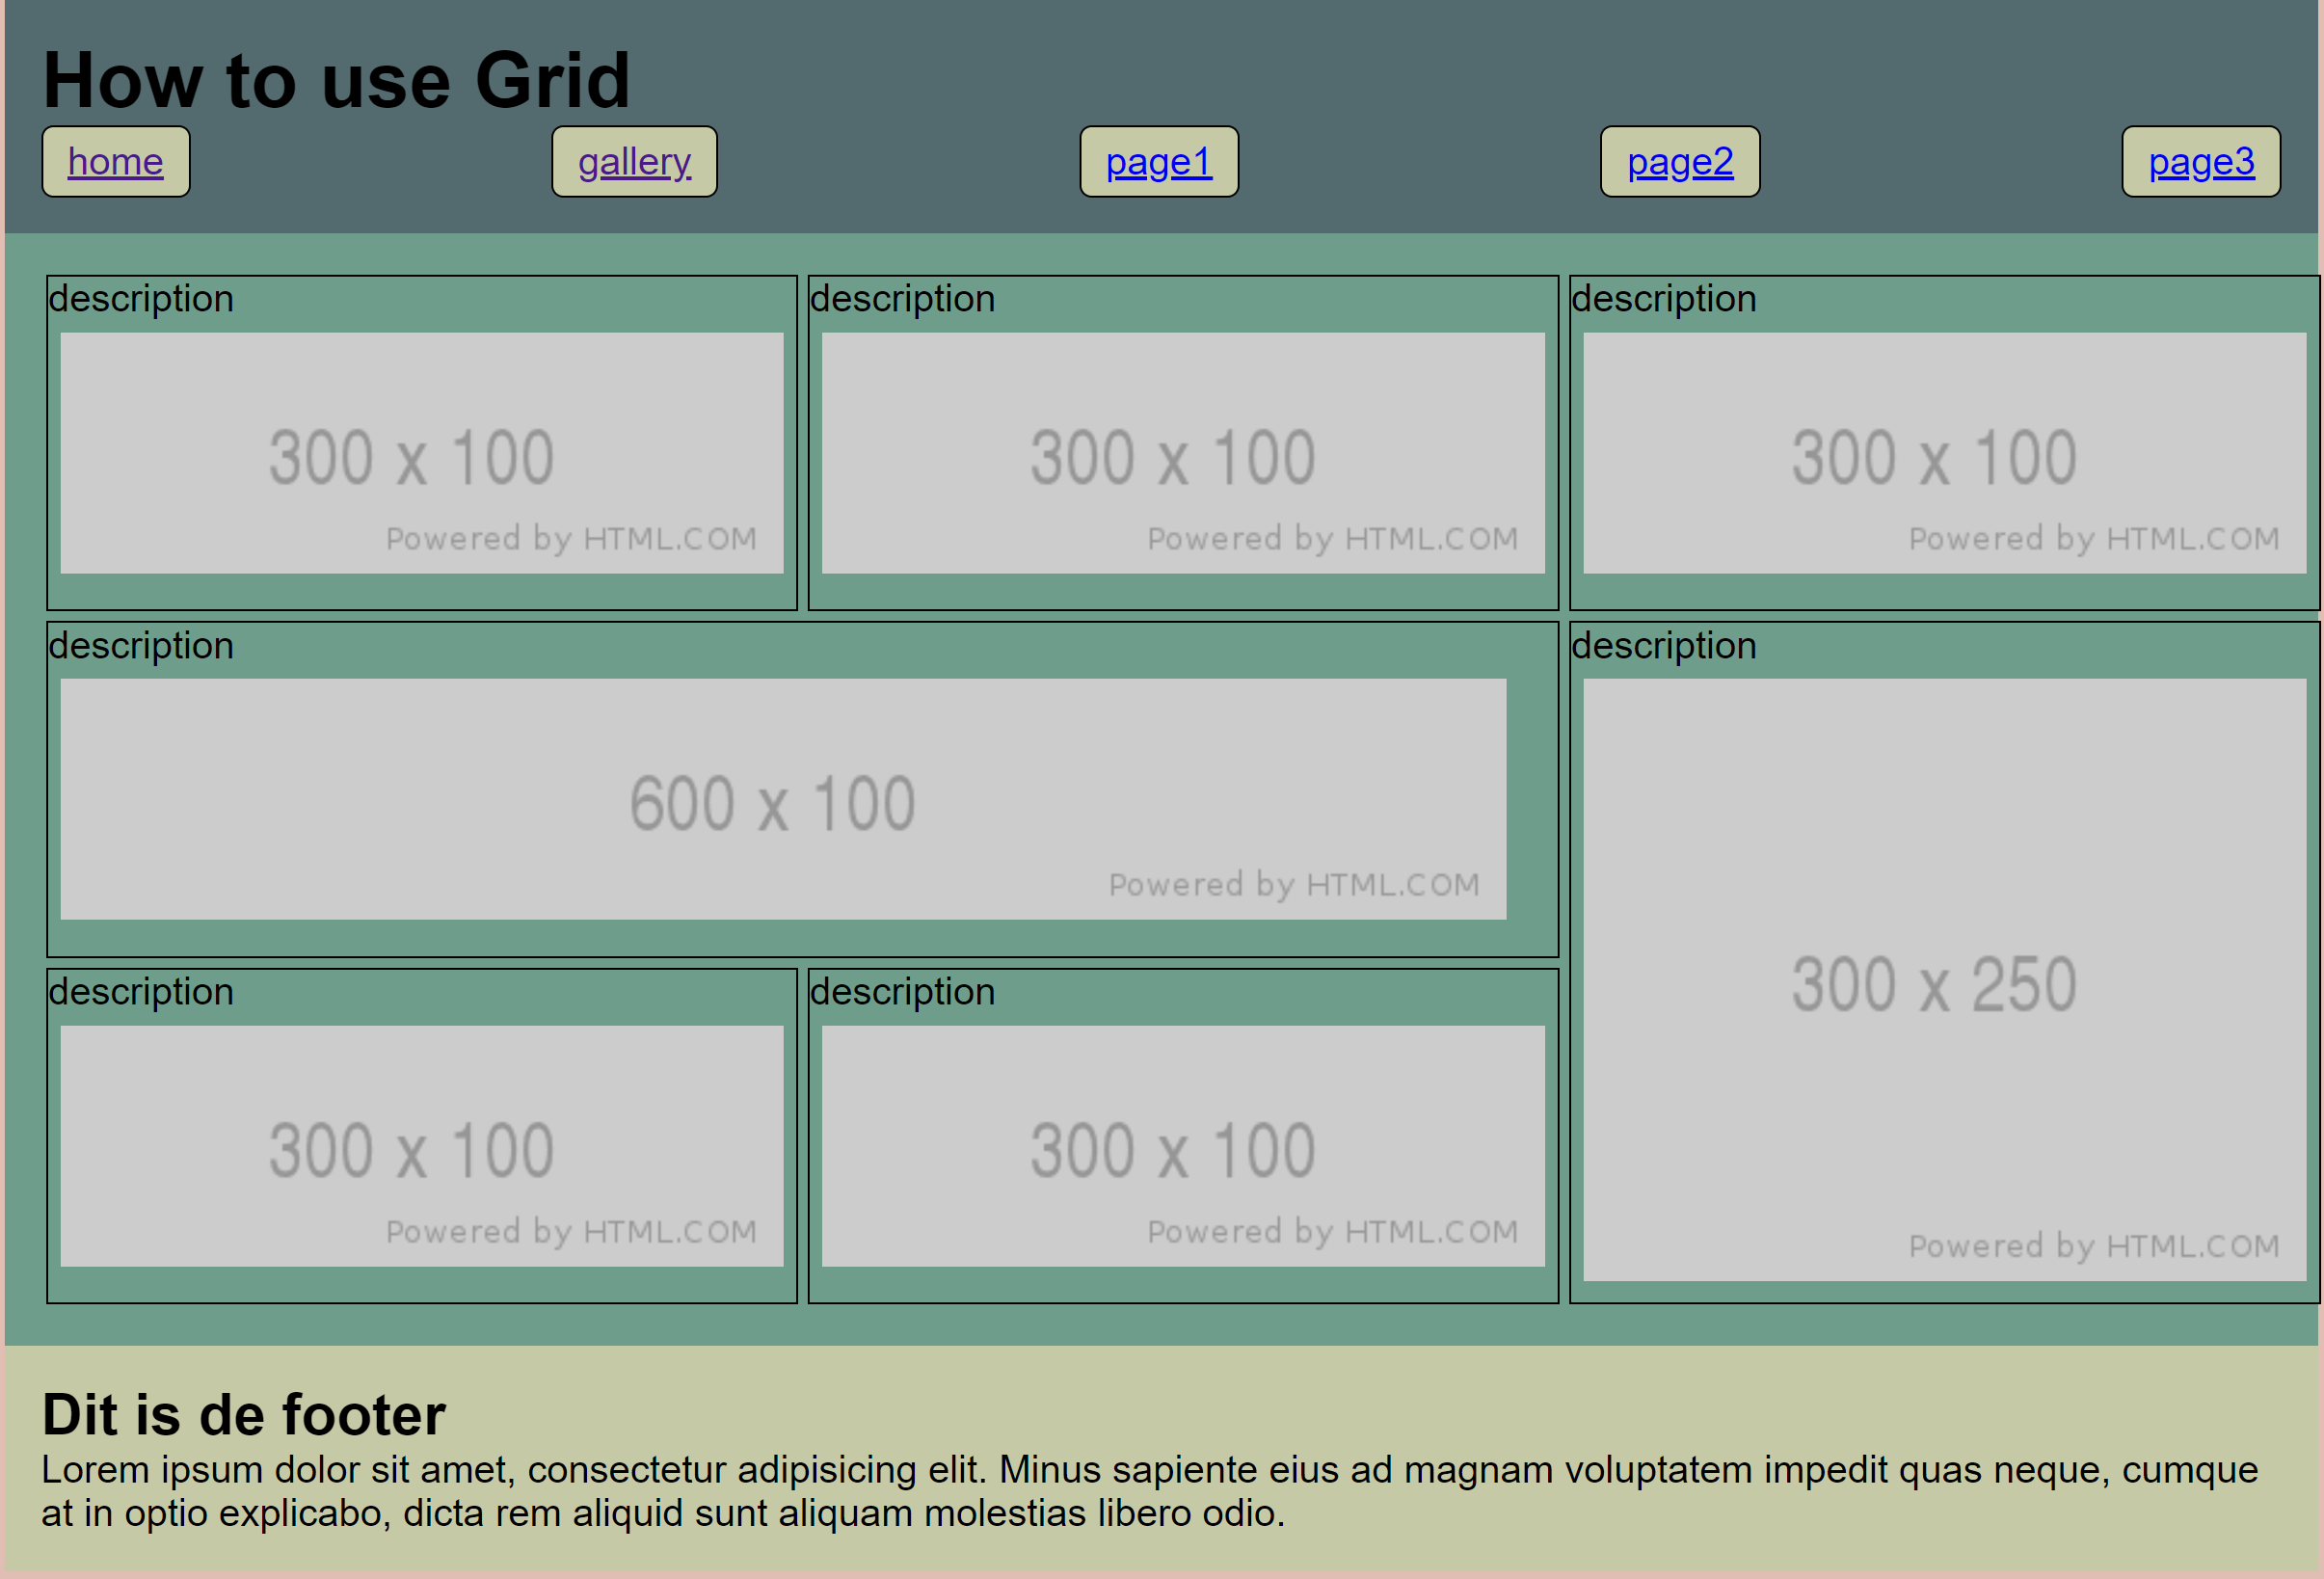 How to use Grid
home gallery page1 page2 page3
description description description
300 x 100 300 x 100 300 x 100
Powered by HTML.COM Powered by HTML.COM Powered by HTML.COM
description description
600 x 100
Powered by HTML.COM
300 x 250
description description
300 x 100 300 x 100
Powered by HTML.COM Powered by HTML.COM Powered by HTML.COM
Dit is de footer
Lorem ipsum dolor sit amet, consectetur adipisicing elit. Minus sapiente eius ad magnam voluptatem impedit quas neque, cumque
at in optio explicabo, dicta rem aliquid sunt aliquam molestias libero odio.